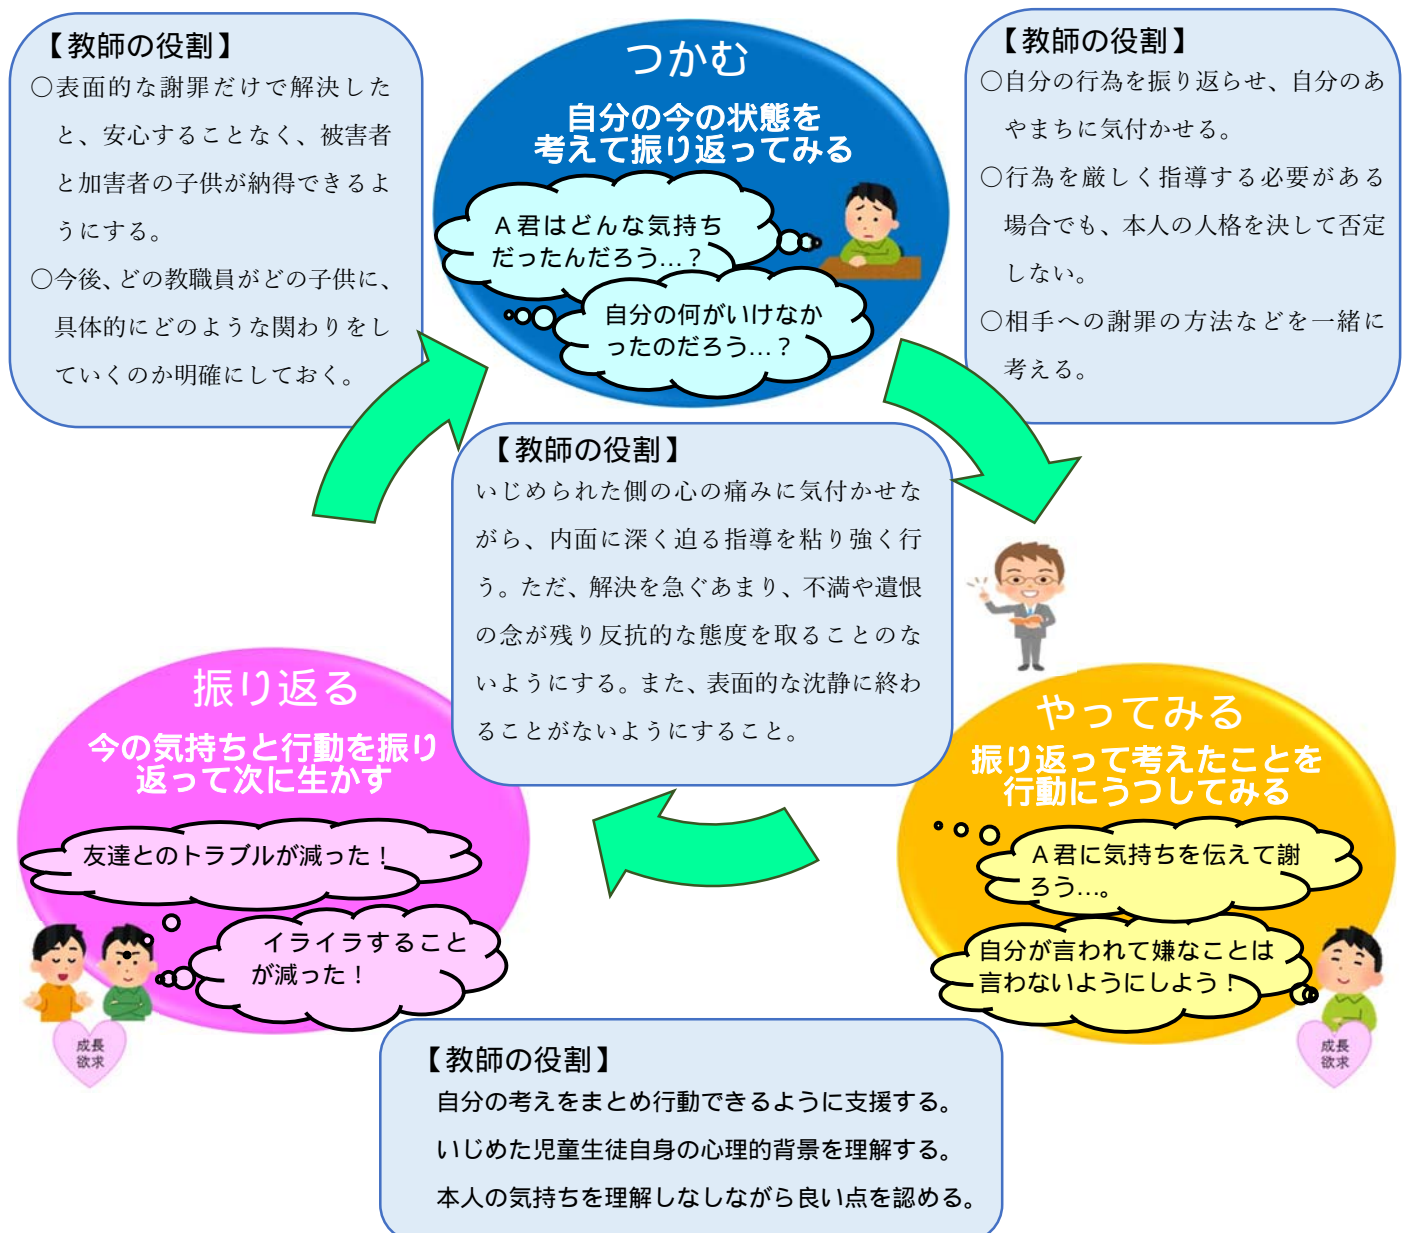 【教師の役割】
○表面的な謝罪だけで解決した
と、安心することなく、被害者
と加害者の子供が納得できるよ
うにする。
○今後、どの教職員がどの子供に、
具体的にどのような関わりをし
ていくのか明確にしておく。
つかむ
自分の今の状態を
考えて振り返ってみる
A君はどんな気持ち
だったんだろう…？
自分の何がいけなか
ったのだろう…？
【教師の役割】
○自分の行為を振り返らせ、自分のあ
やまちに気付かせる。
○行為を厳しく指導する必要がある
場合でも、本人の人格を決して否定
しない。
○相手への謝罪の方法などを一緒に
考える。
【教師の役割】
いじめられた側の心の痛みに気付かせな
がら、内面に深く迫る指導を粘り強く行
う。ただ、解決を急ぐあまり、不満や遺恨
の念が残り反抗的な態度を取ることのな
いようにする。また、表面的な沈静に終わ
ることがないようにすること。
振り返る
今の気持ちと行動を振り
返って次に生かす
友達とのトラブルが減った！
イライラすること
が減った！
成長
欲求
やってみる
振り返って考えたことを
行動にうつしてみる
A君に気持ちを伝えて謝
ろう…。
自分が言われて嫌なことは
言わないようにしよう！
成長
欲求
【教師の役割】
自分の考えをまとめ行動できるように支援する。
いじめた児童生徒自身の心理的背景を理解する。
本人の気持ちを理解しなしながら良い点を認める。